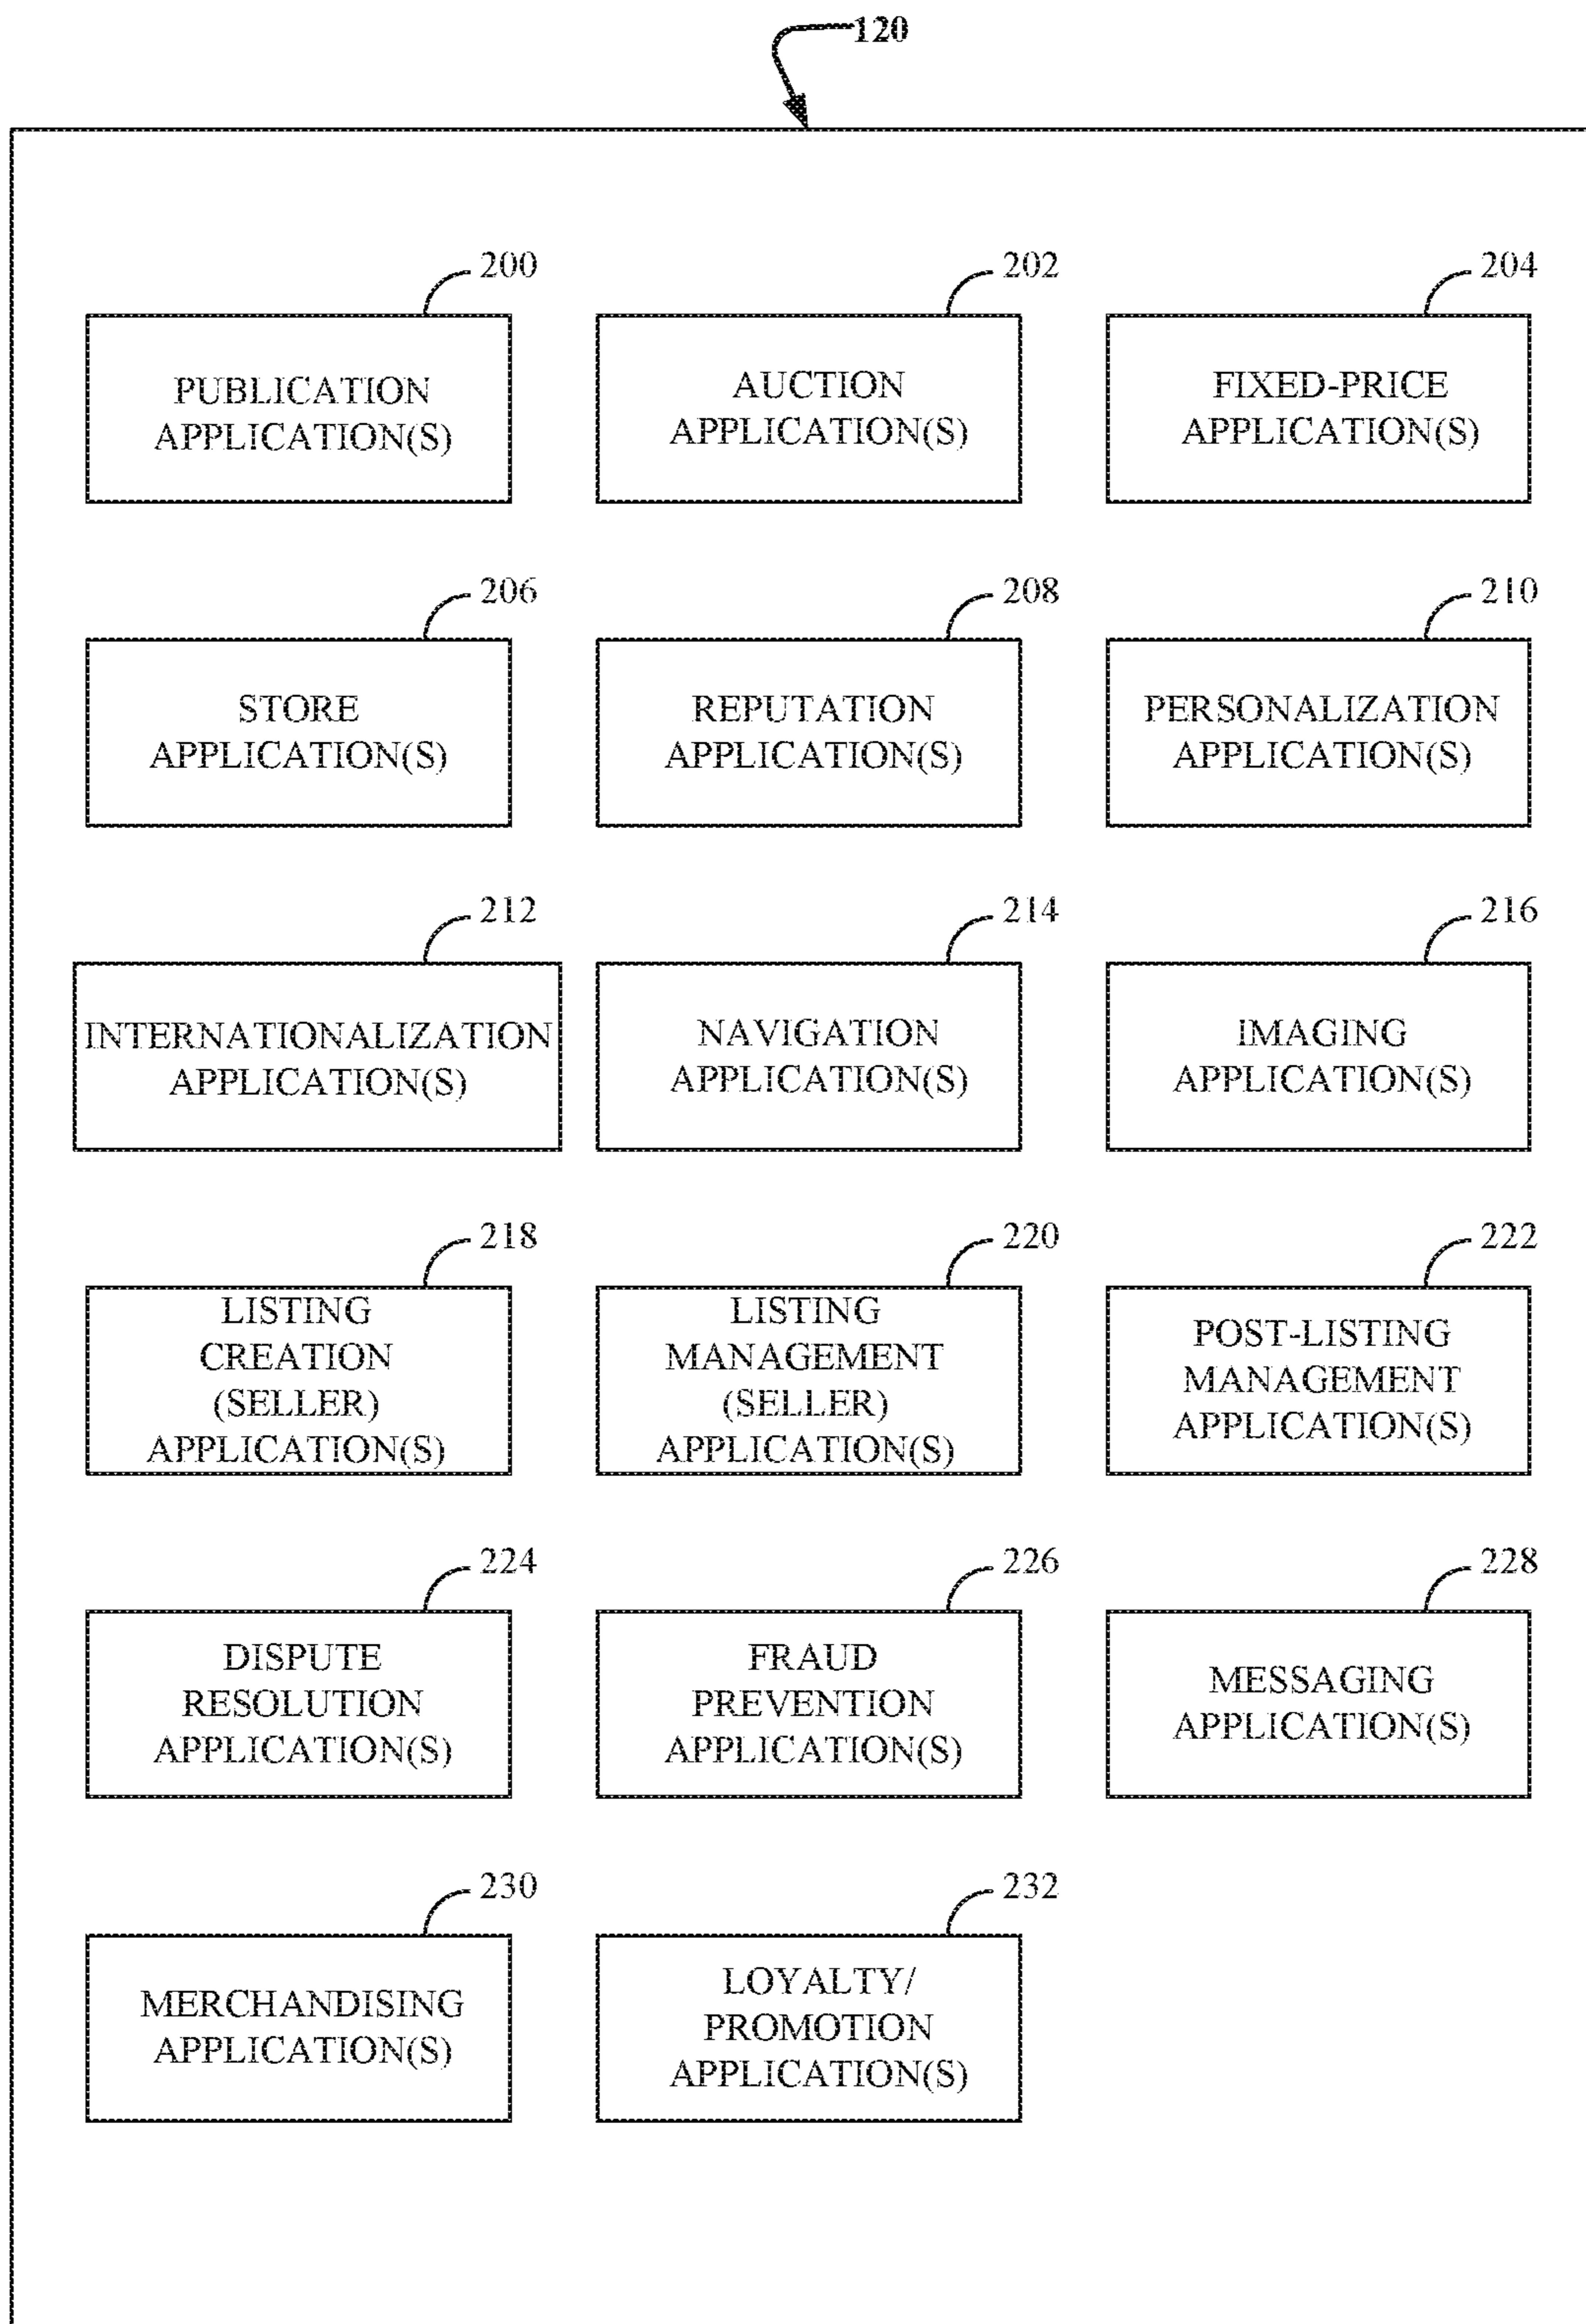 120
200
202
204
PUBLICATION
APPLICATION(S)
AUCTION
APPLICATION(S)
FIXED-PRICE
APPLICATION(S)
206
208
210
STORE
APPLICATION(S)
REPUTATION
APPLICATION(S)
PERSONALIZATION
APPLICATION(S)
212
214
216
INTERNATIONALIZATION
APPLICATION(S)
NAVIGATION
APPLICATION(S)
IMAGING
APPLICATION(S)
218
220
222
LISTING
CREATION
(SELLER)
APPLICATION(S)
LISTING
MANAGEMENT
(SELLER)
APPLICATION(S)
POST-LISTING
MANAGEMENT
APPLICATION(S)
224
226
228
DISPUTE
RESOLUTION
APPLICATION(S)
FRAUD
PREVENTION
APPLICATION(S)
MESSAGING
APPLICATION(S)
230
232
MERCHANDISING
APPLICATION(S)
LOYALTY/
PROMOTION
APPLICATION(S)